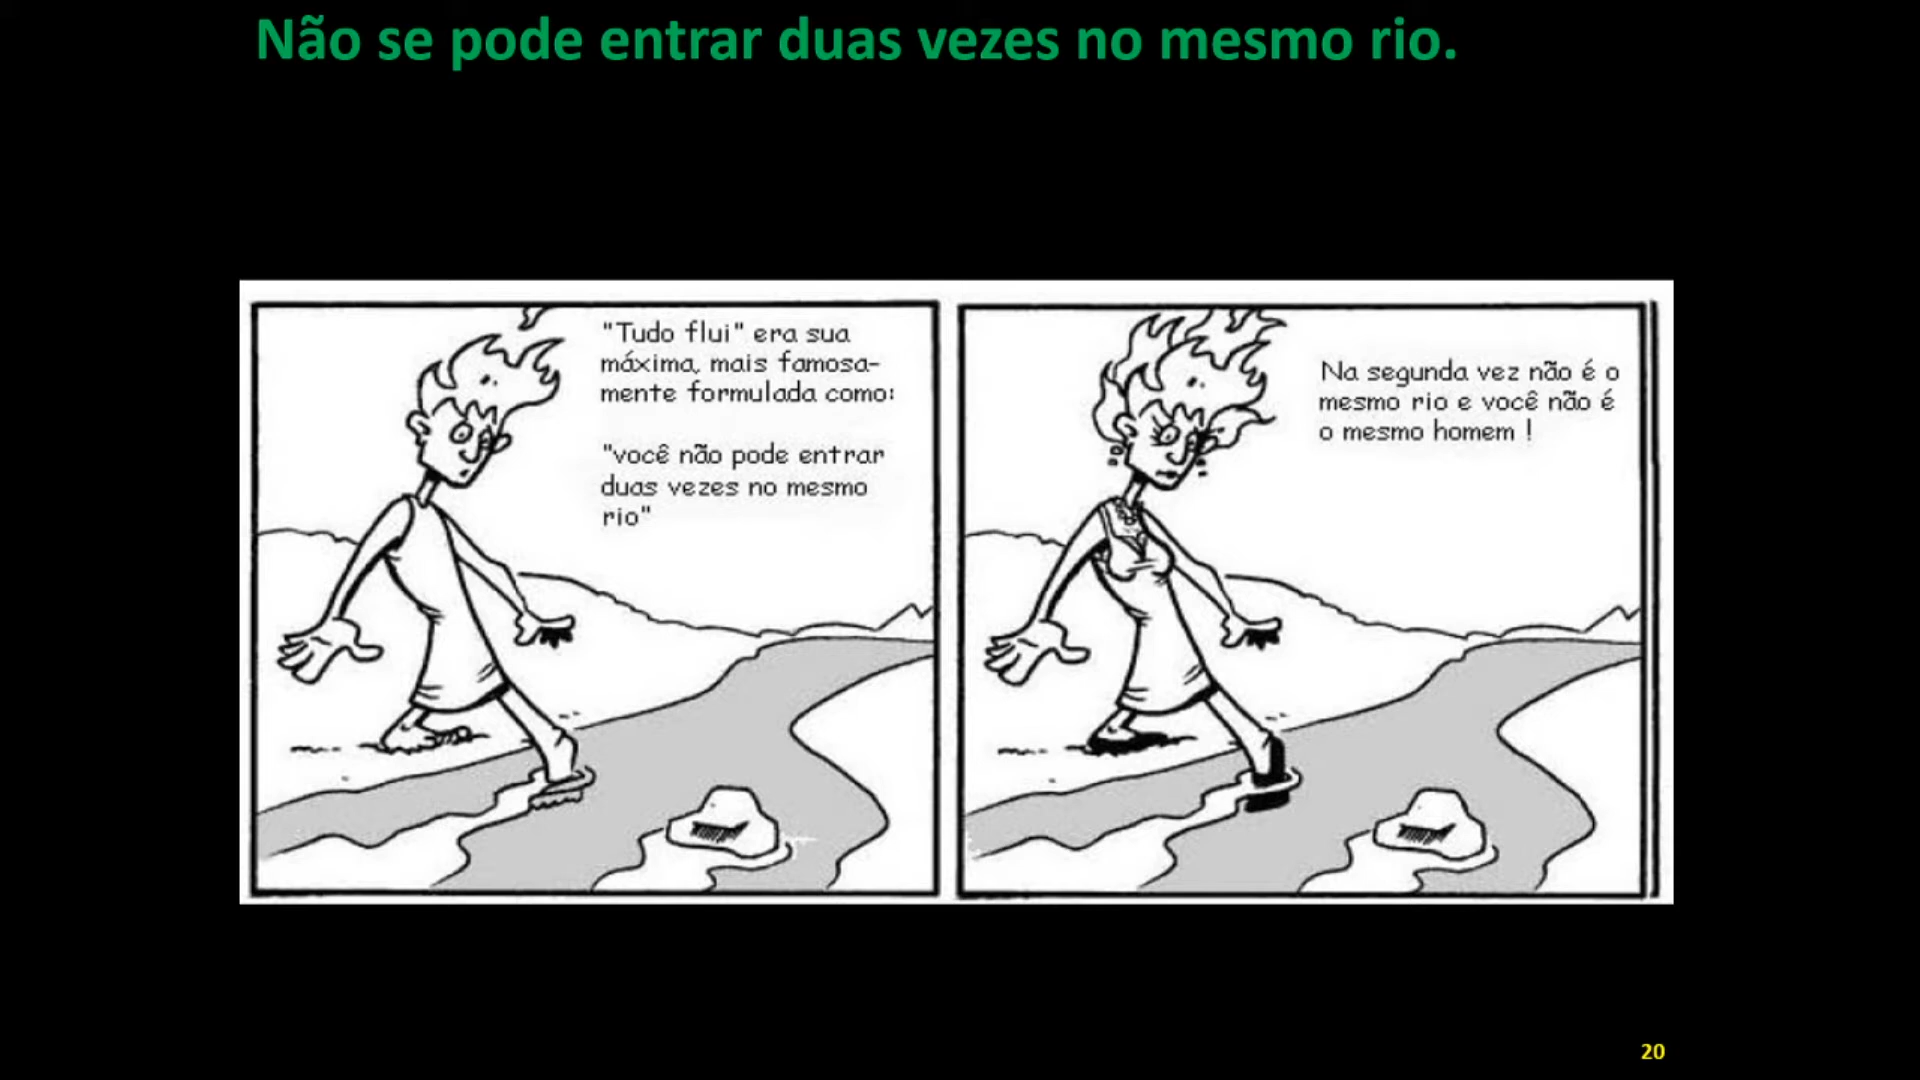 Não se pode entrar duas vezes no mesmo rio.
"Tudo flui" era sua
máxima, mais famosa-
mente formulada como:
"você não pode entrar
duas vezes no mesmo
rio"
Na segunda vez não é o
mesmo rio e você não é
o mesmo homem !
20